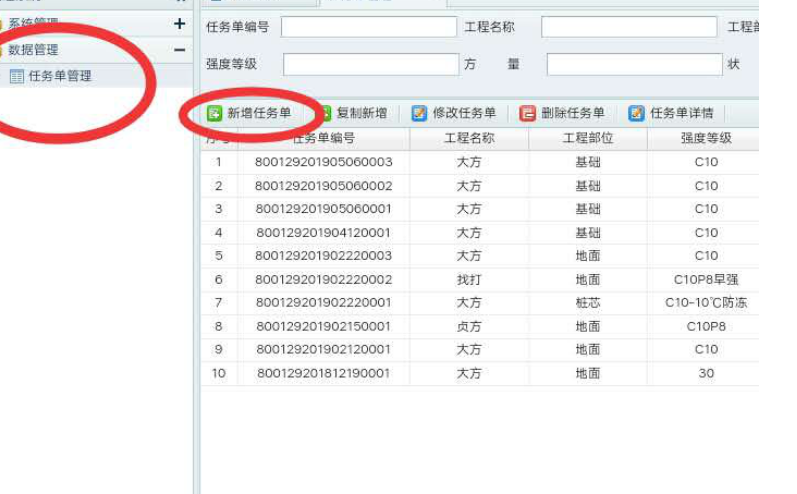 系统管理 +
数据管理 −
任务单管理
任务单编号 工程名称 工程
强度等级 方 量 状
新增任务单 复制新增 修改任务单 删除任务单 任务单详情
序号 任务单编号 工程名称 工程部位 强度等级
1 800129201905060003 大方 基础 C10
2 800129201905060002 大方 基础 C10
3 800129201905060001 大方 基础 C10
4 800129201904120001 大方 基础 C10
5 800129201902220003 大方 地面 C10
6 800129201902220002 找打 地面 C10P8早强
7 800129201902220001 大方 桩芯 C10-10℃防冻
8 800129201902150001 贞方 地面 C10P8
9 800129201902120001 大方 地面 C10
10 800129201812190001 大方 地面 30